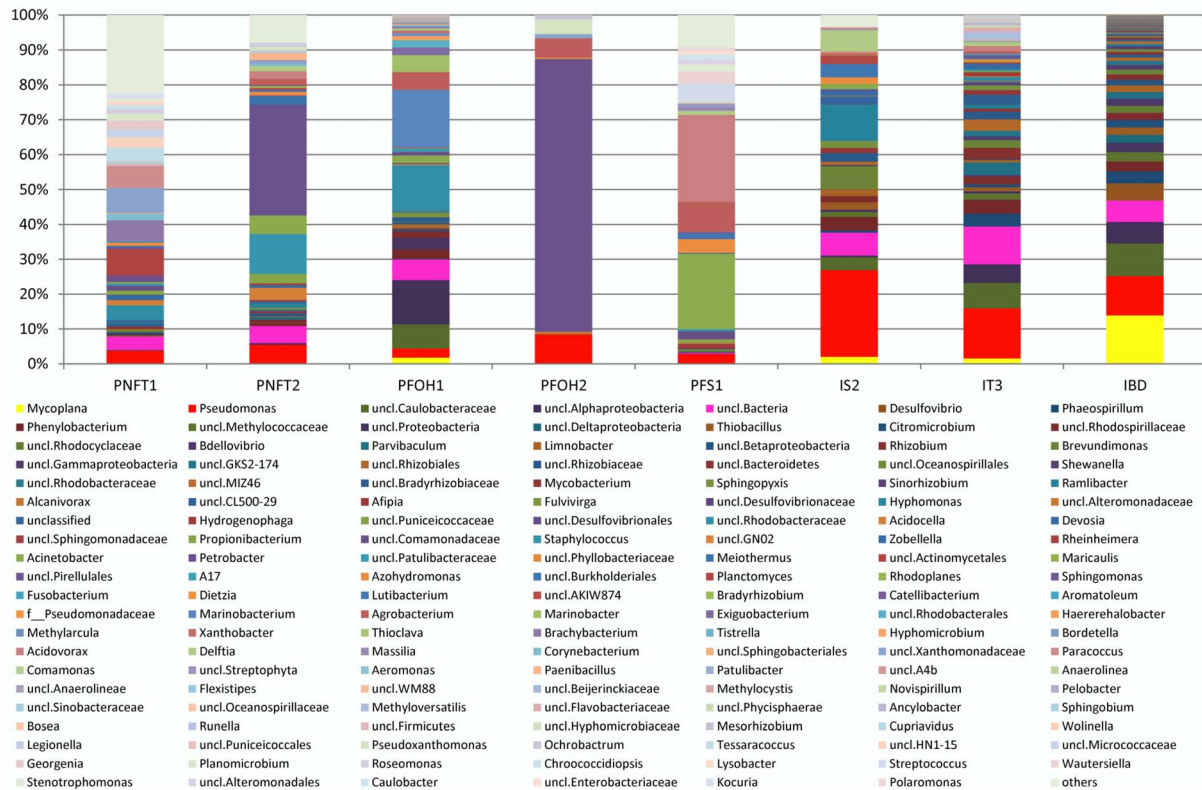 100%
90%
80%
70%
60%
50%
40%
30%
20%
10%
0%
PNFT1 PNFT2 PFOH1 PFOH2 PFS1 IS2 IT3 IBD
Mycoplana Pseudomonas uncl.Caulobacteraceae uncl.Alphaproteobacteria uncl.Bacteria Desulfovibrio Phaeospirillum
Phenylobacterium uncl.Methylococcaceae uncl.Proteobacteria uncl.Deltaproteobacteria Thiobacillus Citromicrobium uncl.Rhodospirillaceae
uncl.Rhodocyclaceae Bdellovibrio Parvibaculum Limnobacter uncl.Betaproteobacteria Rhizobium Brevundimonas
uncl.Gammaproteobacteria uncl.GKS2-174 uncl.Rhizobiales uncl.Rhizobiaceae uncl.Bacteroidetes uncl.Oceanospirillales Shewanella
uncl.Rhodobacteraceae uncl.MIZ46 uncl.Bradyrhizobiaceae Mycobacterium Sphingopyxis Sinorhizobium Ramlibacter
Alcanivorax uncl.CL500-29 Afipia Fulvivirga uncl.Desulfovibrionaceae Hyphomonas uncl.Alteromonadaceae
unclassified Hydrogenophaga uncl.Puniceicoccaceae uncl.Desulfovibrionales uncl.Rhodobacteraceae Acidocella Devosia
uncl.Sphingomonadaceae Propionibacterium uncl.Comamonadaceae Staphylococcus uncl.GN02 Zobellella Rheinheimera
Acinetobacter Petrobacter uncl.Patulibacteraceae uncl.Phyllobacteriaceae Meiothermus uncl.Actinomycetales Maricaulis
uncl.Pirellulales A17 Azohydromonas uncl.Burkholderiales Planctomyces Rhodoplanes Sphingomonas
Fusobacterium Dietzia Lutibacterium uncl.AKIW874 Bradyrhizobium Catellibacterium Aromatoleum
f__Pseudomonadaceae Marinobacterium Agrobacterium Marinobacter Exiguobacterium uncl.Rhodobacterales Haererehalobacter
Methylarcula Xanthobacter Thioclava Brachybacterium Tistrella Hyphomicrobium Bordetella
Acidovorax Delftia Massilia Corynebacterium uncl.Sphingobacteriales uncl.Xanthomonadaceae Paracoccus
Comamonas uncl.Streptophyta Aeromonas Paenibacillus Patulibacter uncl.A4b Anaerolinea
uncl.Anaerolineae Flexistipes uncl.WM88 uncl.Beijerinckiaceae Methylocystis Novispirillum Pelobacter
uncl.Sinobacteraceae uncl.Oceanospirillaceae Methyloversatilis uncl.Flavobacteriaceae uncl.Phycisphaerae Ancylobacter Sphingobium
Bosea Runella uncl.Firmicutes uncl.Hyphomicrobiaceae Mesorhizobium Cupriavidus Wolinella
Legionella uncl.Puniceicoccales Pseudoxanthomonas Ochrobactrum Tessaracoccus uncl.HN1-15 uncl.Micrococcaceae
Georgenia Planomicrobium Roseomonas Chroococcidiopsis Lysobacter Streptococcus Wautersiella
Stenotrophomonas uncl.Alteromonadales Caulobacter uncl.Enterobacteriaceae Kocuria Polaromonas others